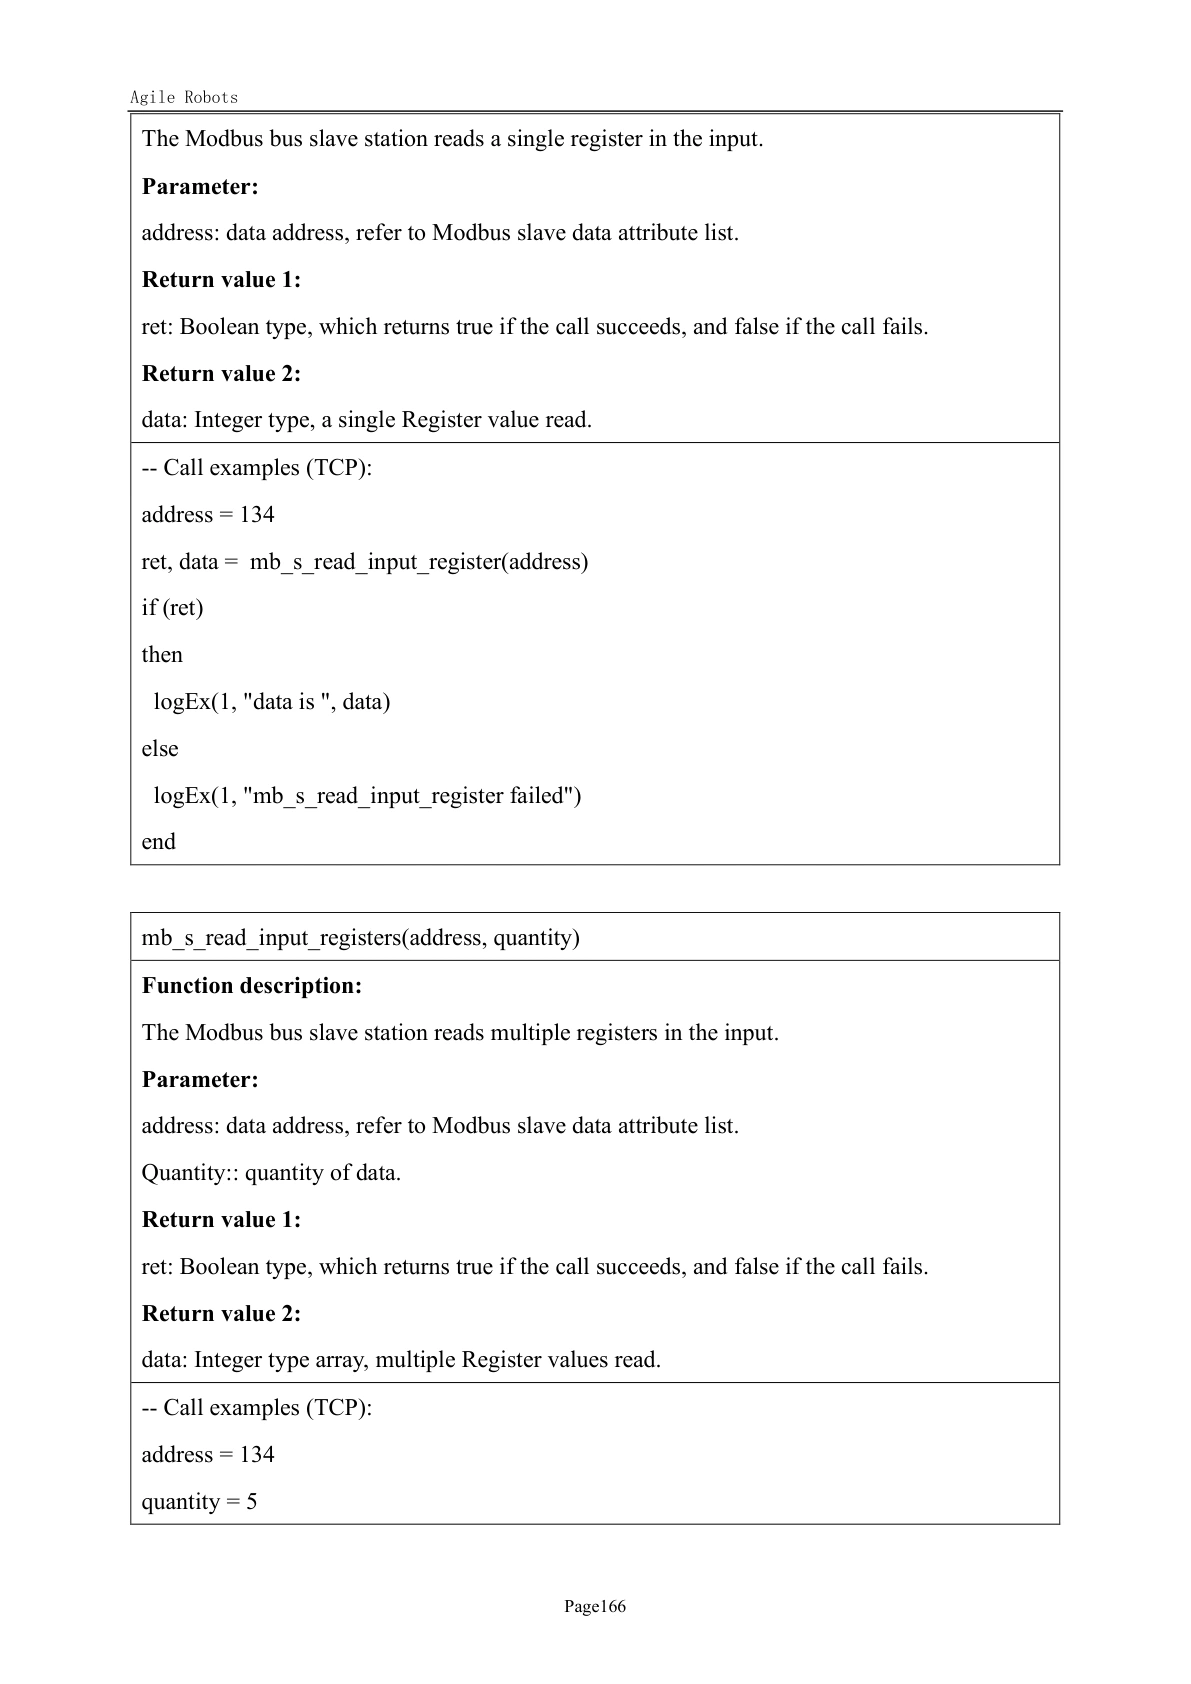 Agile Robots
The Modbus bus slave station reads a single register in the input.
Parameter:
address: data address, refer to Modbus slave data attribute list.
Return value 1:
ret: Boolean type, which returns true if the call succeeds, and false if the call fails.
Return value 2:
data: Integer type, a single Register value read.
-- Call examples (TCP):
address = 134
ret, data =  mb_s_read_input_register(address)
if (ret)
then
  logEx(1, "data is ", data)
else
  logEx(1, "mb_s_read_input_register failed")
end
mb_s_read_input_registers(address, quantity)
Function description:
The Modbus bus slave station reads multiple registers in the input.
Parameter:
address: data address, refer to Modbus slave data attribute list.
Quantity:: quantity of data.
Return value 1:
ret: Boolean type, which returns true if the call succeeds, and false if the call fails.
Return value 2:
data: Integer type array, multiple Register values read.
-- Call examples (TCP):
address = 134
quantity = 5
Page166